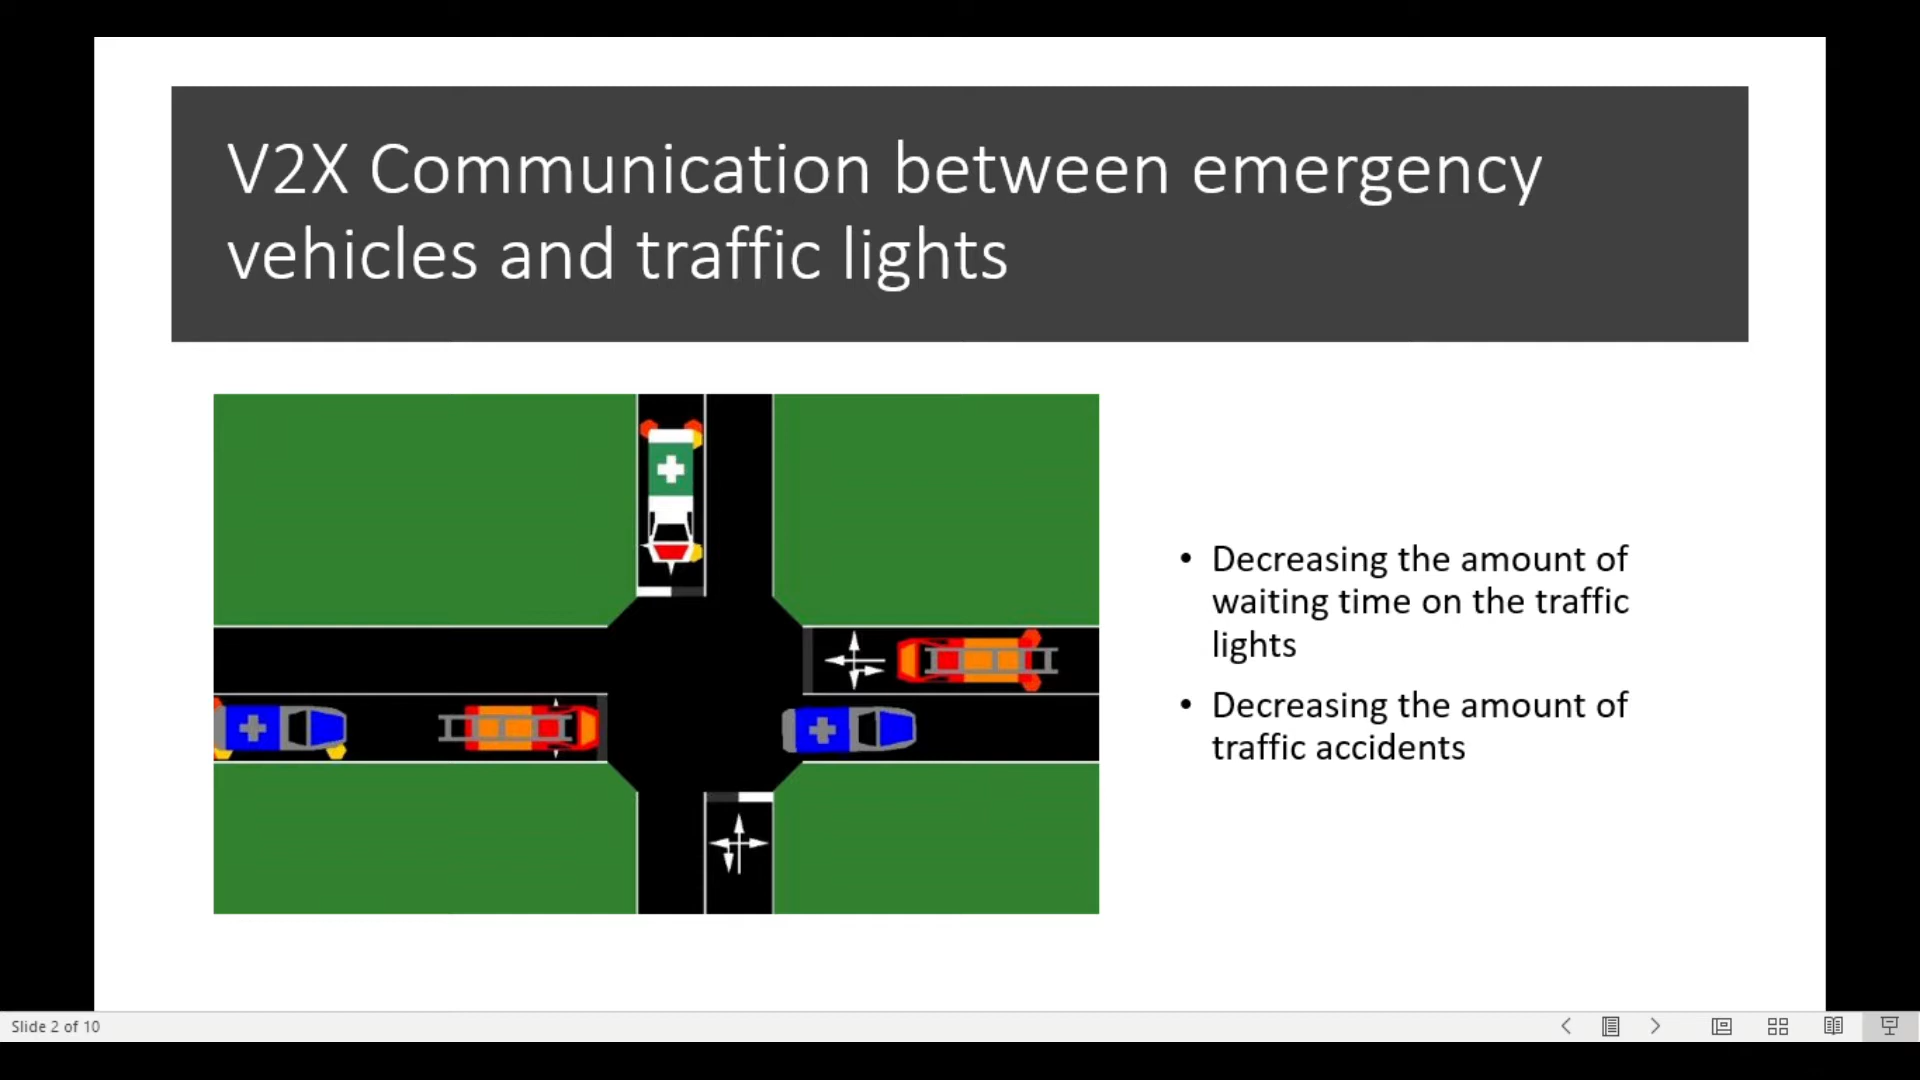 V2X Communication between emergency
vehicles and traffic lights
• Decreasing the amount of
waiting time on the traffic
lights
• Decreasing the amount of
traffic accidents
Slide 2 of 10